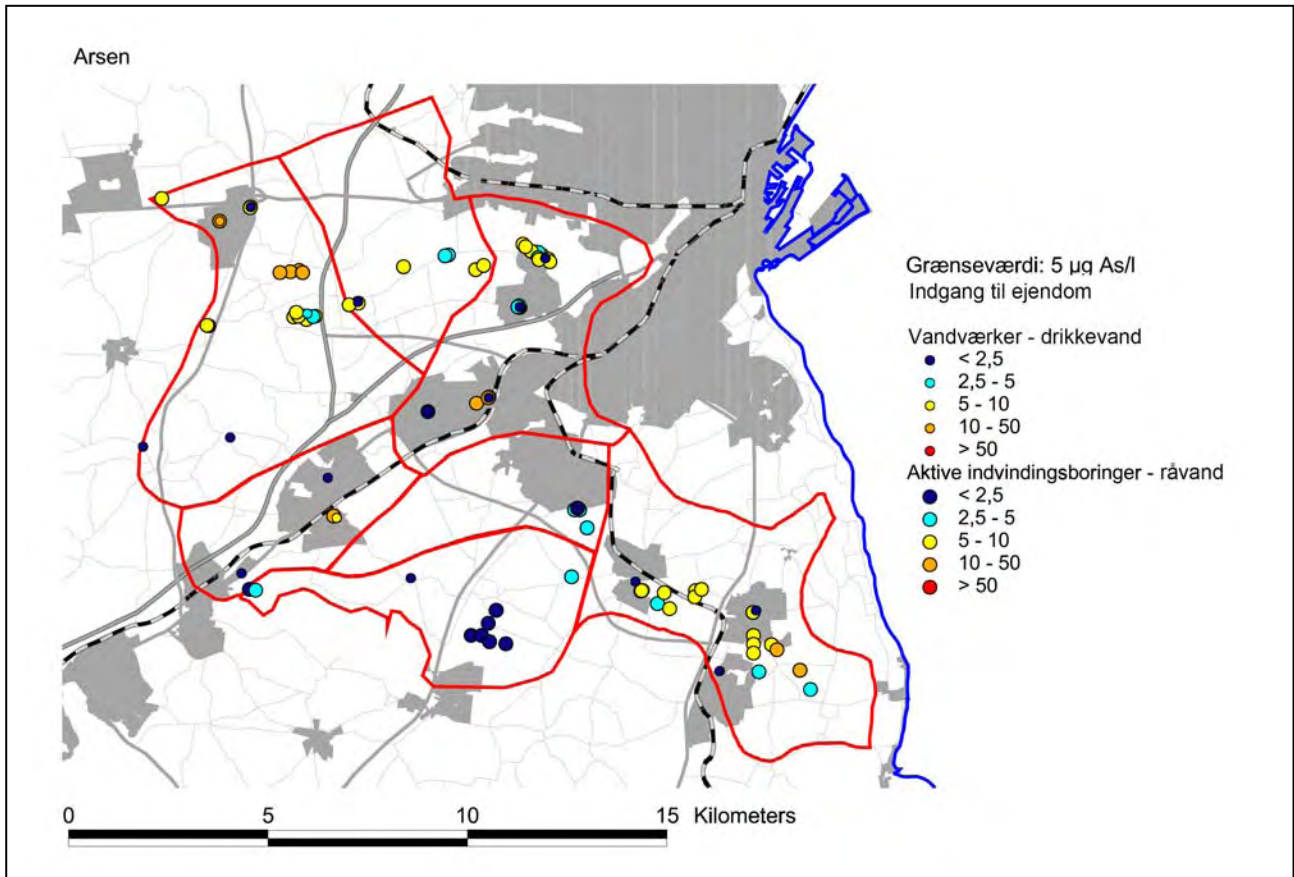 Arsen
Grænseværdi: 5 µg As/l
Indgang til ejendom
Vandværker - drikkevand
< 2,5
2,5 - 5
5 - 10
10 - 50
> 50
Aktive indvindingsboringer - råvand
< 2,5
2,5 - 5
5 - 10
10 - 50
> 50
0 5 10 15 Kilometers